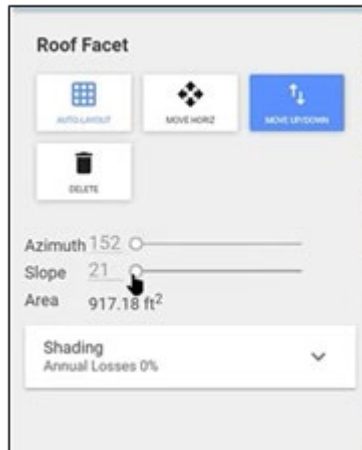 Roof Facet
AUTO-LAYOUT MOVE HORIZ MOVE UP/DOWN
DELETE
Azimuth 152
Slope 21
Area 917.18 ft²
Shading
Annual Losses 0%